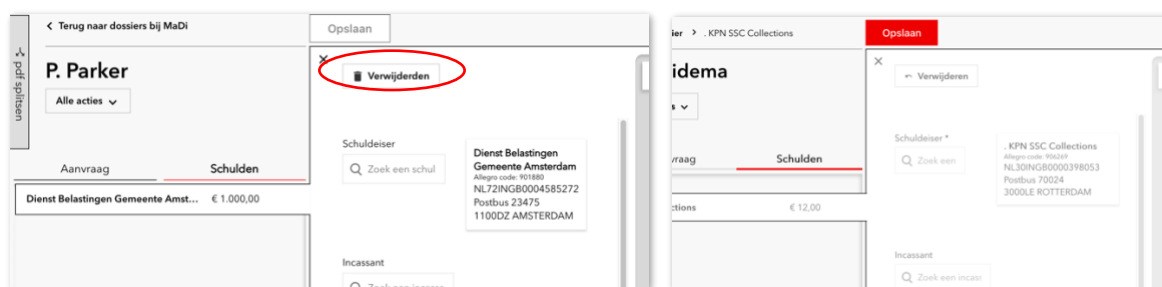 Terug naar dossiers bij MaDi
Opslaan
pdf splitsen
P. Parker
Verwijderden
Alle acties
Schuldeiser
Zoek een schul
Dienst Belastingen
Gemeente Amsterdam
Allegro code: 901880
NL72INGB0004585272
Postbus 23475
1100DZ AMSTERDAM
Aanvraag
Schulden
Dienst Belastingen Gemeente Amst... € 1.000,00
Incassant
ier > . KPN SSC Collections
Opslaan
idema
Verwijderen
s
Schuldeiser *
Zoek een
. KPN SSC Collections
Allegro code: 906269
NL30INGB0000398053
Postbus 70024
3000LE ROTTERDAM
vraag
Schulden
ctions € 12,00
Incassant
Zoek een incasc